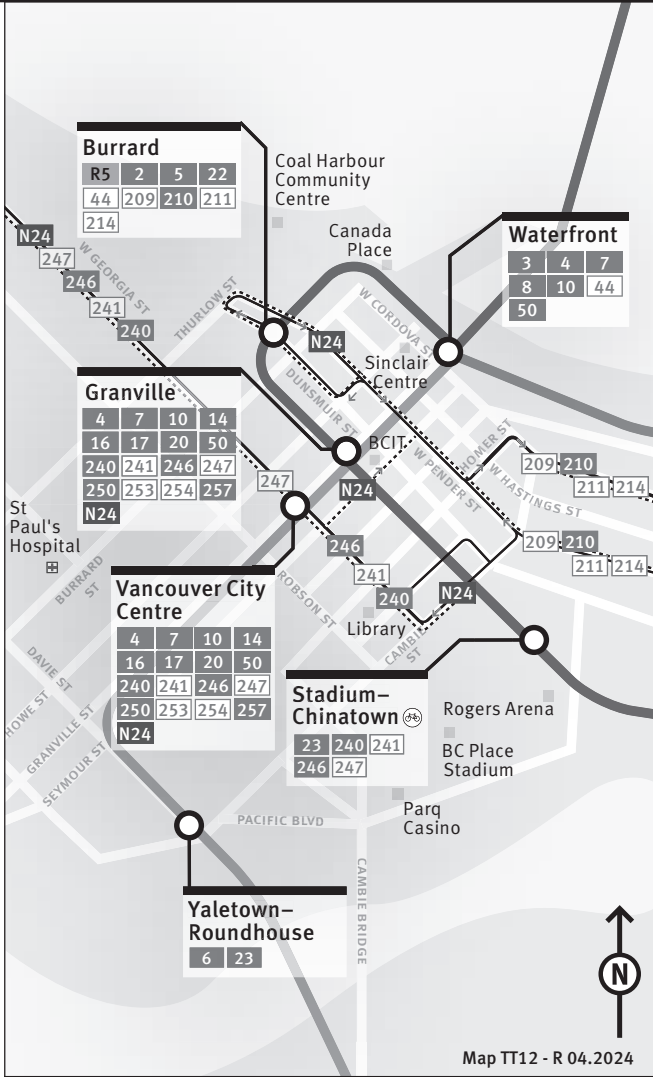 Burrard
R5 2 5 22
44 209 210 211
214
Coal Harbour
Community
Centre
Canada
Place
Waterfront
3 4 7
8 10 44
50
N24
247
246
241
240
W GEORGIA ST
THURLOW ST
W CORDOVA ST
N24
Sinclair
Centre
DUNSMUIR ST
Granville
4 7 10 14
16 17 20 50
240 241 246 247
250 253 254 257
N24
BCIT
W PENDER ST
HOMER ST
W HASTINGS ST
209 210
211 214
247
N24
St
Paul's
Hospital
BURRARD
ST
246
241
240
N24
209 210
211 214
Vancouver City
Centre
4 7 10 14
16 17 20 50
240 241 246 247
250 253 254 257
N24
ROBSON ST
Library
CAMBIE
ST
DAVIE ST
HOWE ST
GRANVILLE ST
SEYMOUR ST
Stadium–
Chinatown
23 240 241
246 247
Rogers Arena
BC Place
Stadium
Parq
Casino
PACIFIC BLVD
CAMBIE BRIDGE
Yaletown–
Roundhouse
6 23
N
Map TT12 - R 04.2024